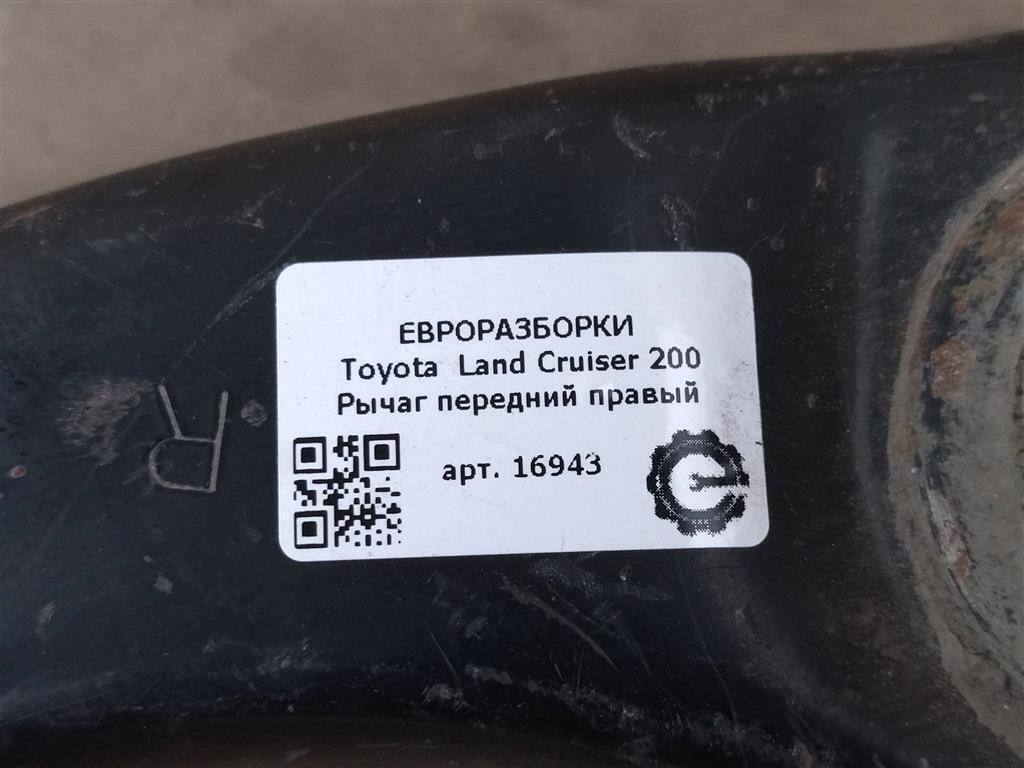 ЕВРОРАЗБОРКИ
Toyota Land Cruiser 200
Рычаг передний правый
арт. 16943
R